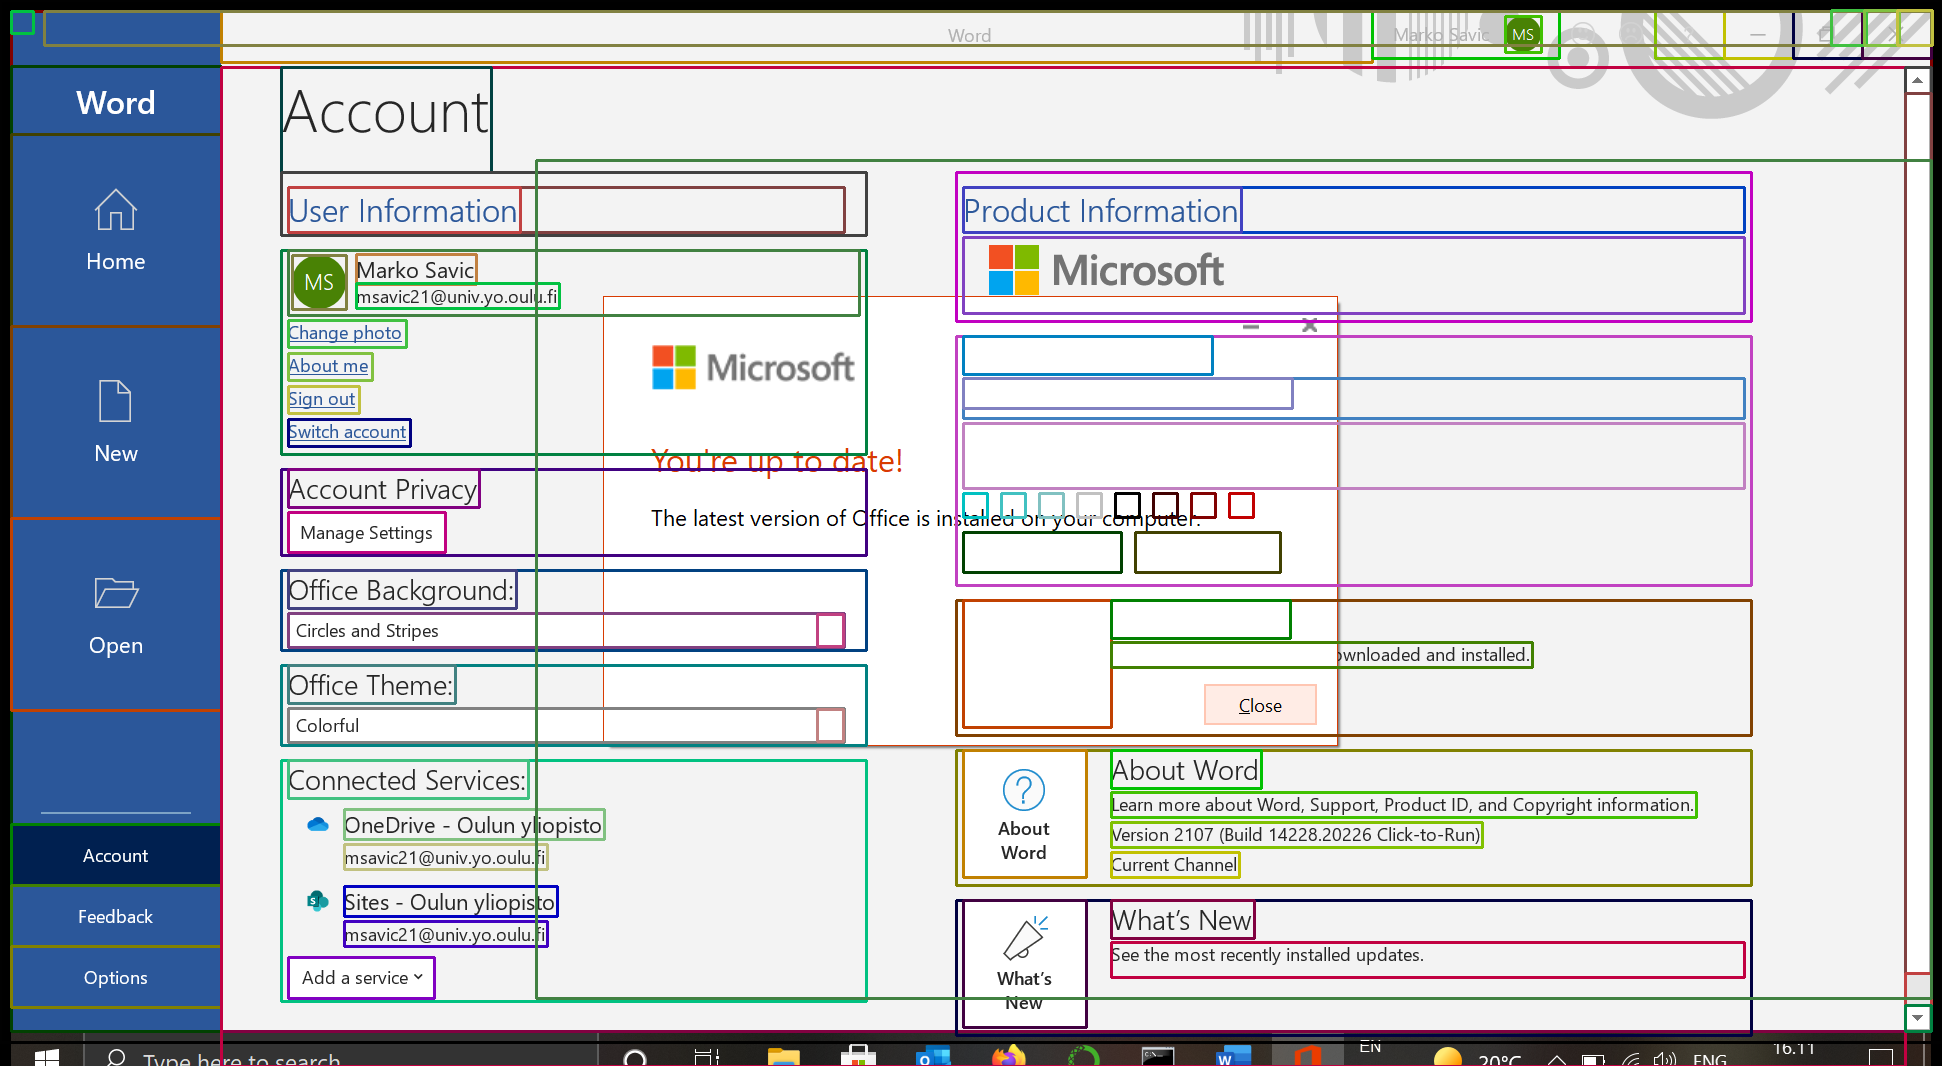 Word
Marko Savic
MS
Word
Home
New
Open
Account
Feedback
Options
Account
User Information
MS
Marko Savic
msavic21@univ.yo.oulu.fi
Change photo
About me
Sign out
Switch account
Account Privacy
Manage Settings
Office Background:
Circles and Stripes
Office Theme:
Colorful
Connected Services:
OneDrive - Oulun yliopisto
msavic21@univ.yo.oulu.fi
Sites - Oulun yliopisto
msavic21@univ.yo.oulu.fi
Add a service
Product Information
Microsoft
Microsoft
You're up to date!
The latest version of Office is installed on your computer.
downloaded and installed.
Close
About Word
About Word
Learn more about Word, Support, Product ID, and Copyright information.
Version 2107 (Build 14228.20226 Click-to-Run)
Current Channel
What's New
What's New
See the most recently installed updates.
Type here to search
EN
20°C
ENG
16.11